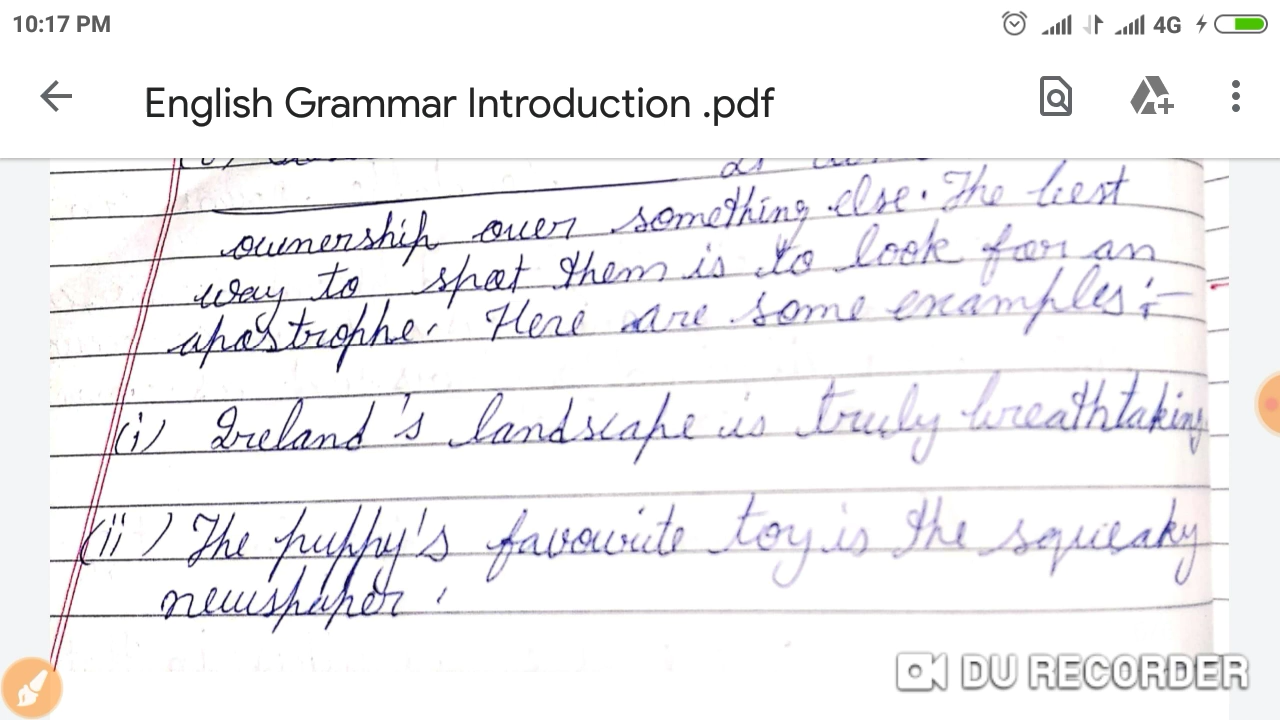 10:17 PM
4G
English Grammar Introduction .pdf
ownership over something else. The best
way to spot them is to look for an
apostrophe. Here are some examples :-
(i) Ireland's landscape is truly breathtaking
(ii) The puppy's favourite toy is the squeaky
newspaper.
DU RECORDER